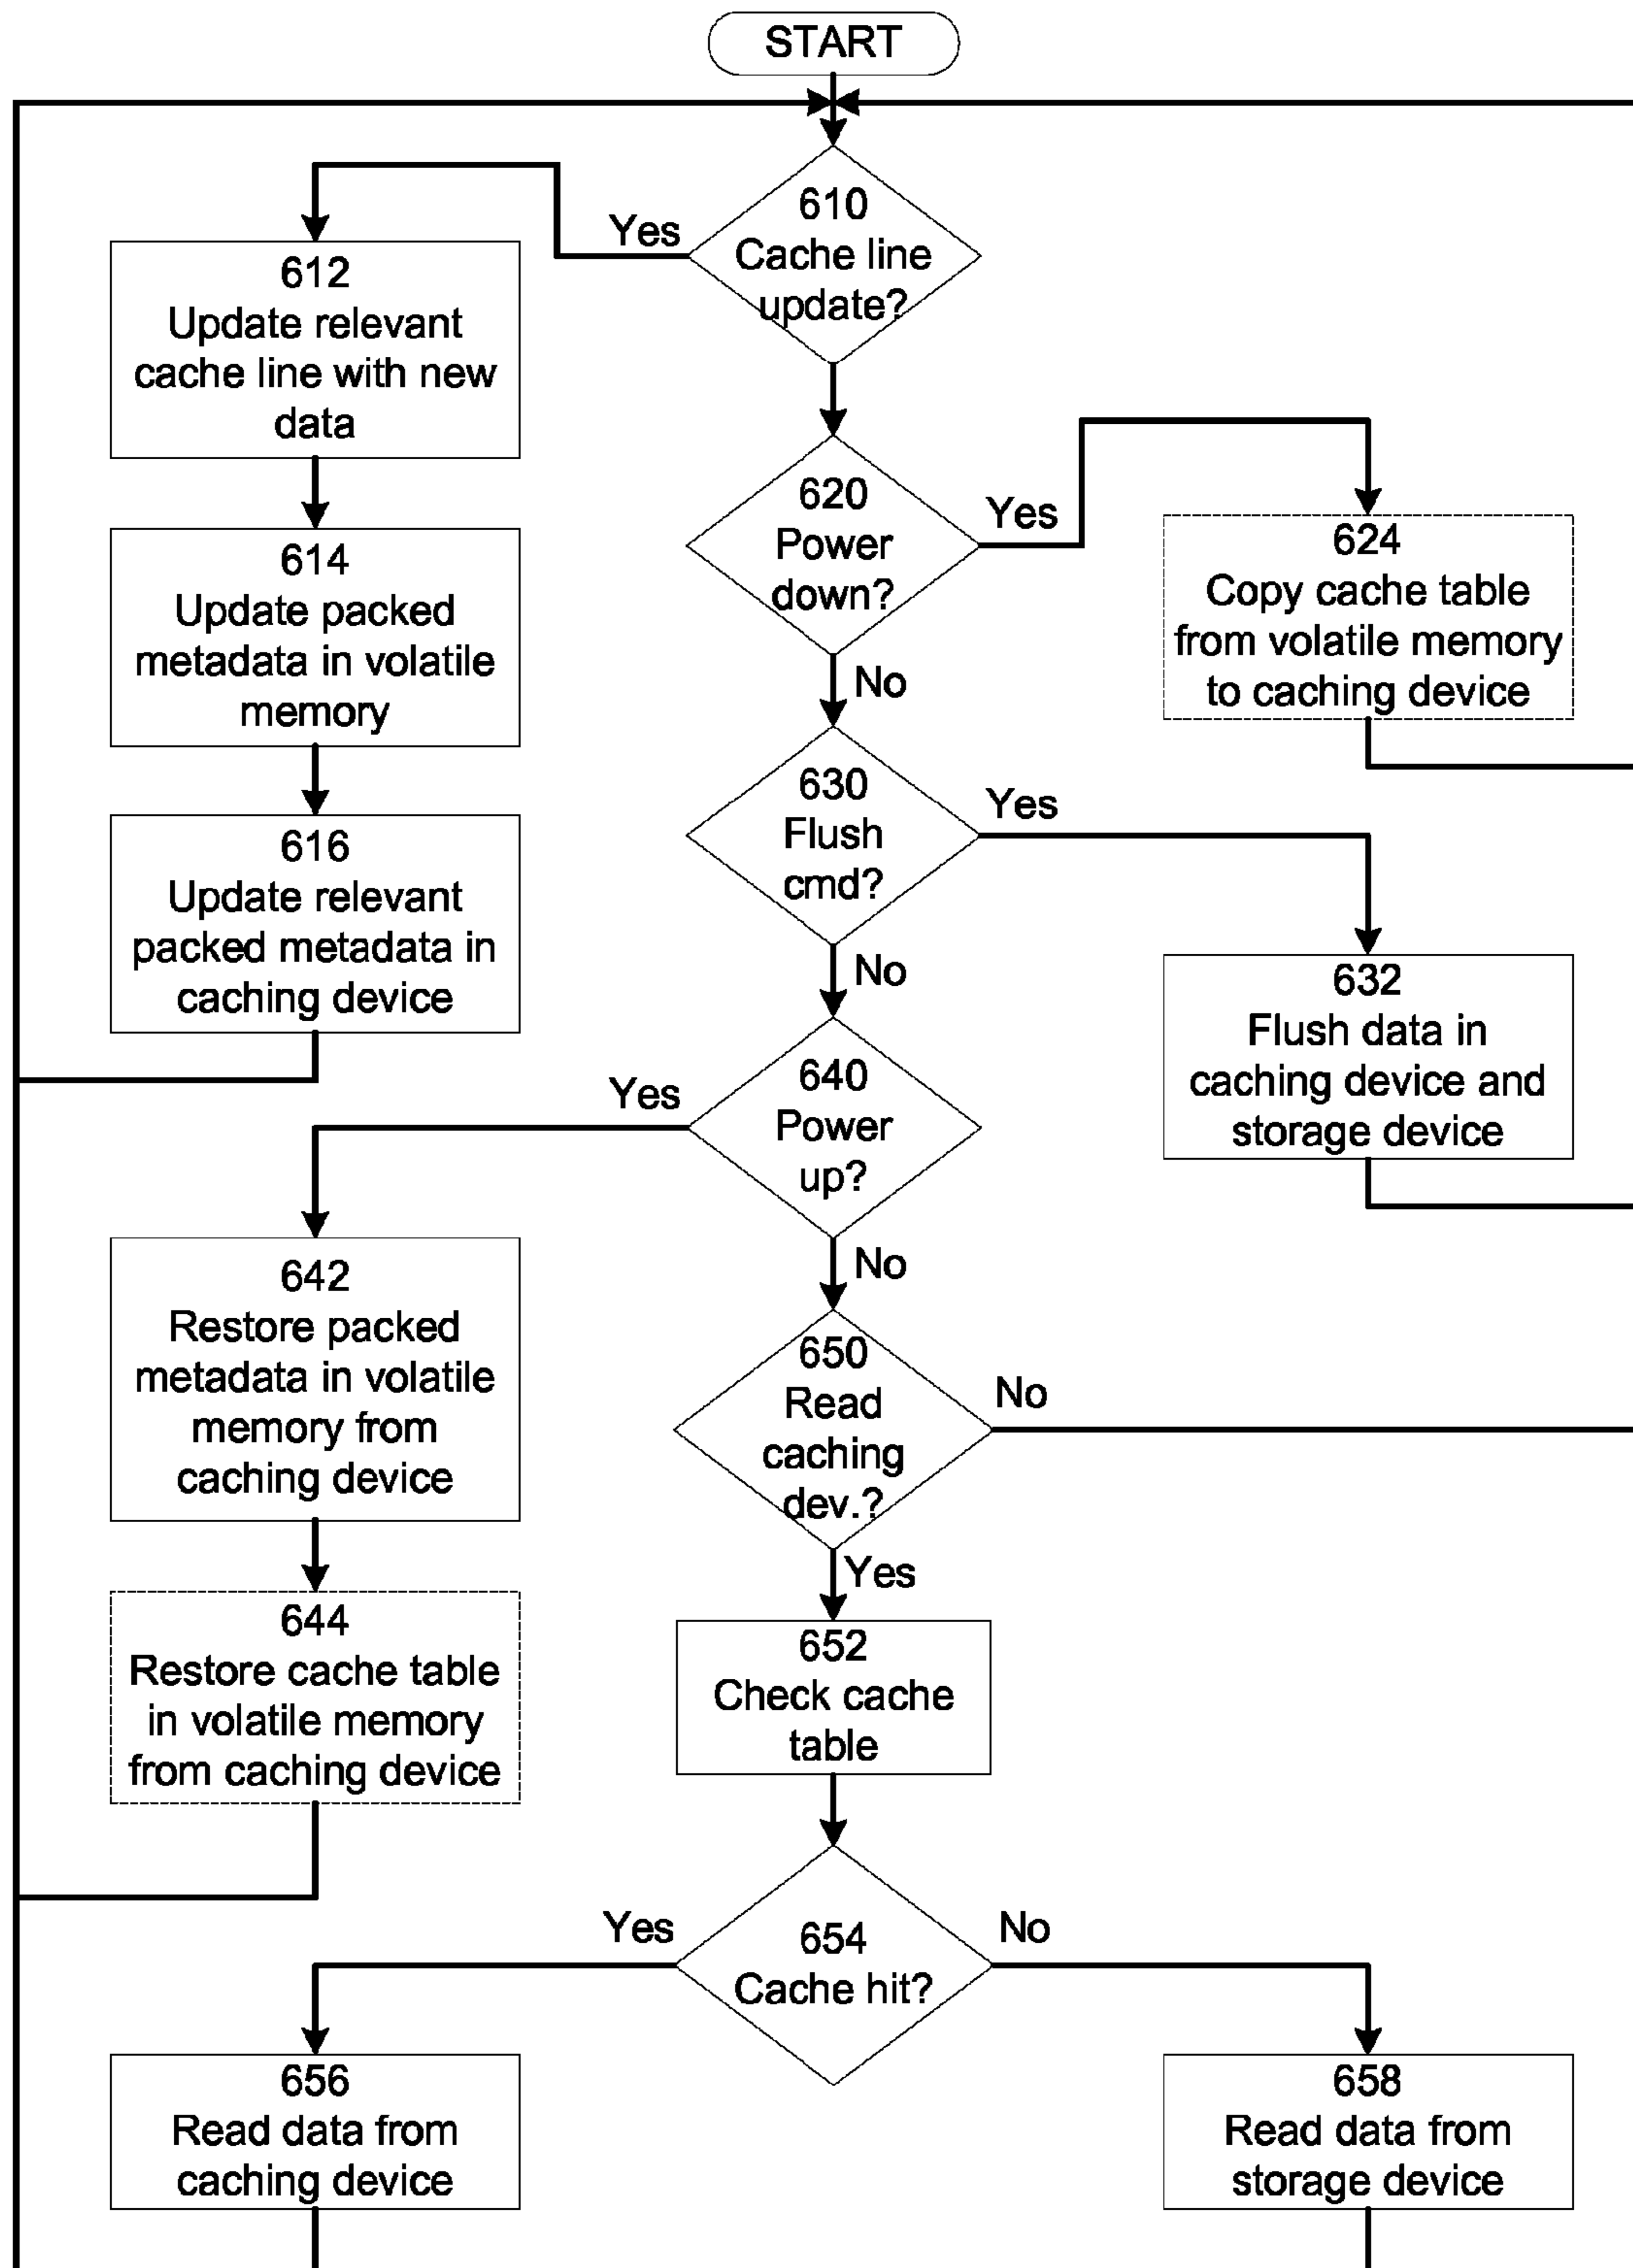 START
610
Cache line
update?
Yes
612
Update relevant
cache line with new
data
620
Power
down?
Yes
No
624
Copy cache table
from volatile memory
to caching device
614
Update packed
metadata in volatile
memory
630
Flush
cmd?
Yes
No
616
Update relevant
packed metadata in
caching device
632
Flush data in
caching device and
storage device
640
Power
up?
Yes
No
642
Restore packed
metadata in volatile
memory from
caching device
650
Read
caching
dev.?
No
Yes
644
Restore cache table
in volatile memory
from caching device
652
Check cache
table
654
Cache hit?
Yes
No
656
Read data from
caching device
658
Read data from
storage device